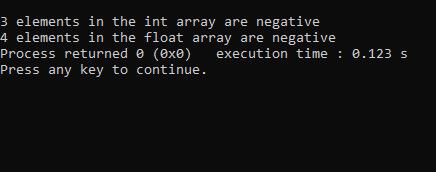 3 elements in the int array are negative
4 elements in the float array are negative
Process returned 0 (0x0)   execution time : 0.123 s
Press any key to continue.